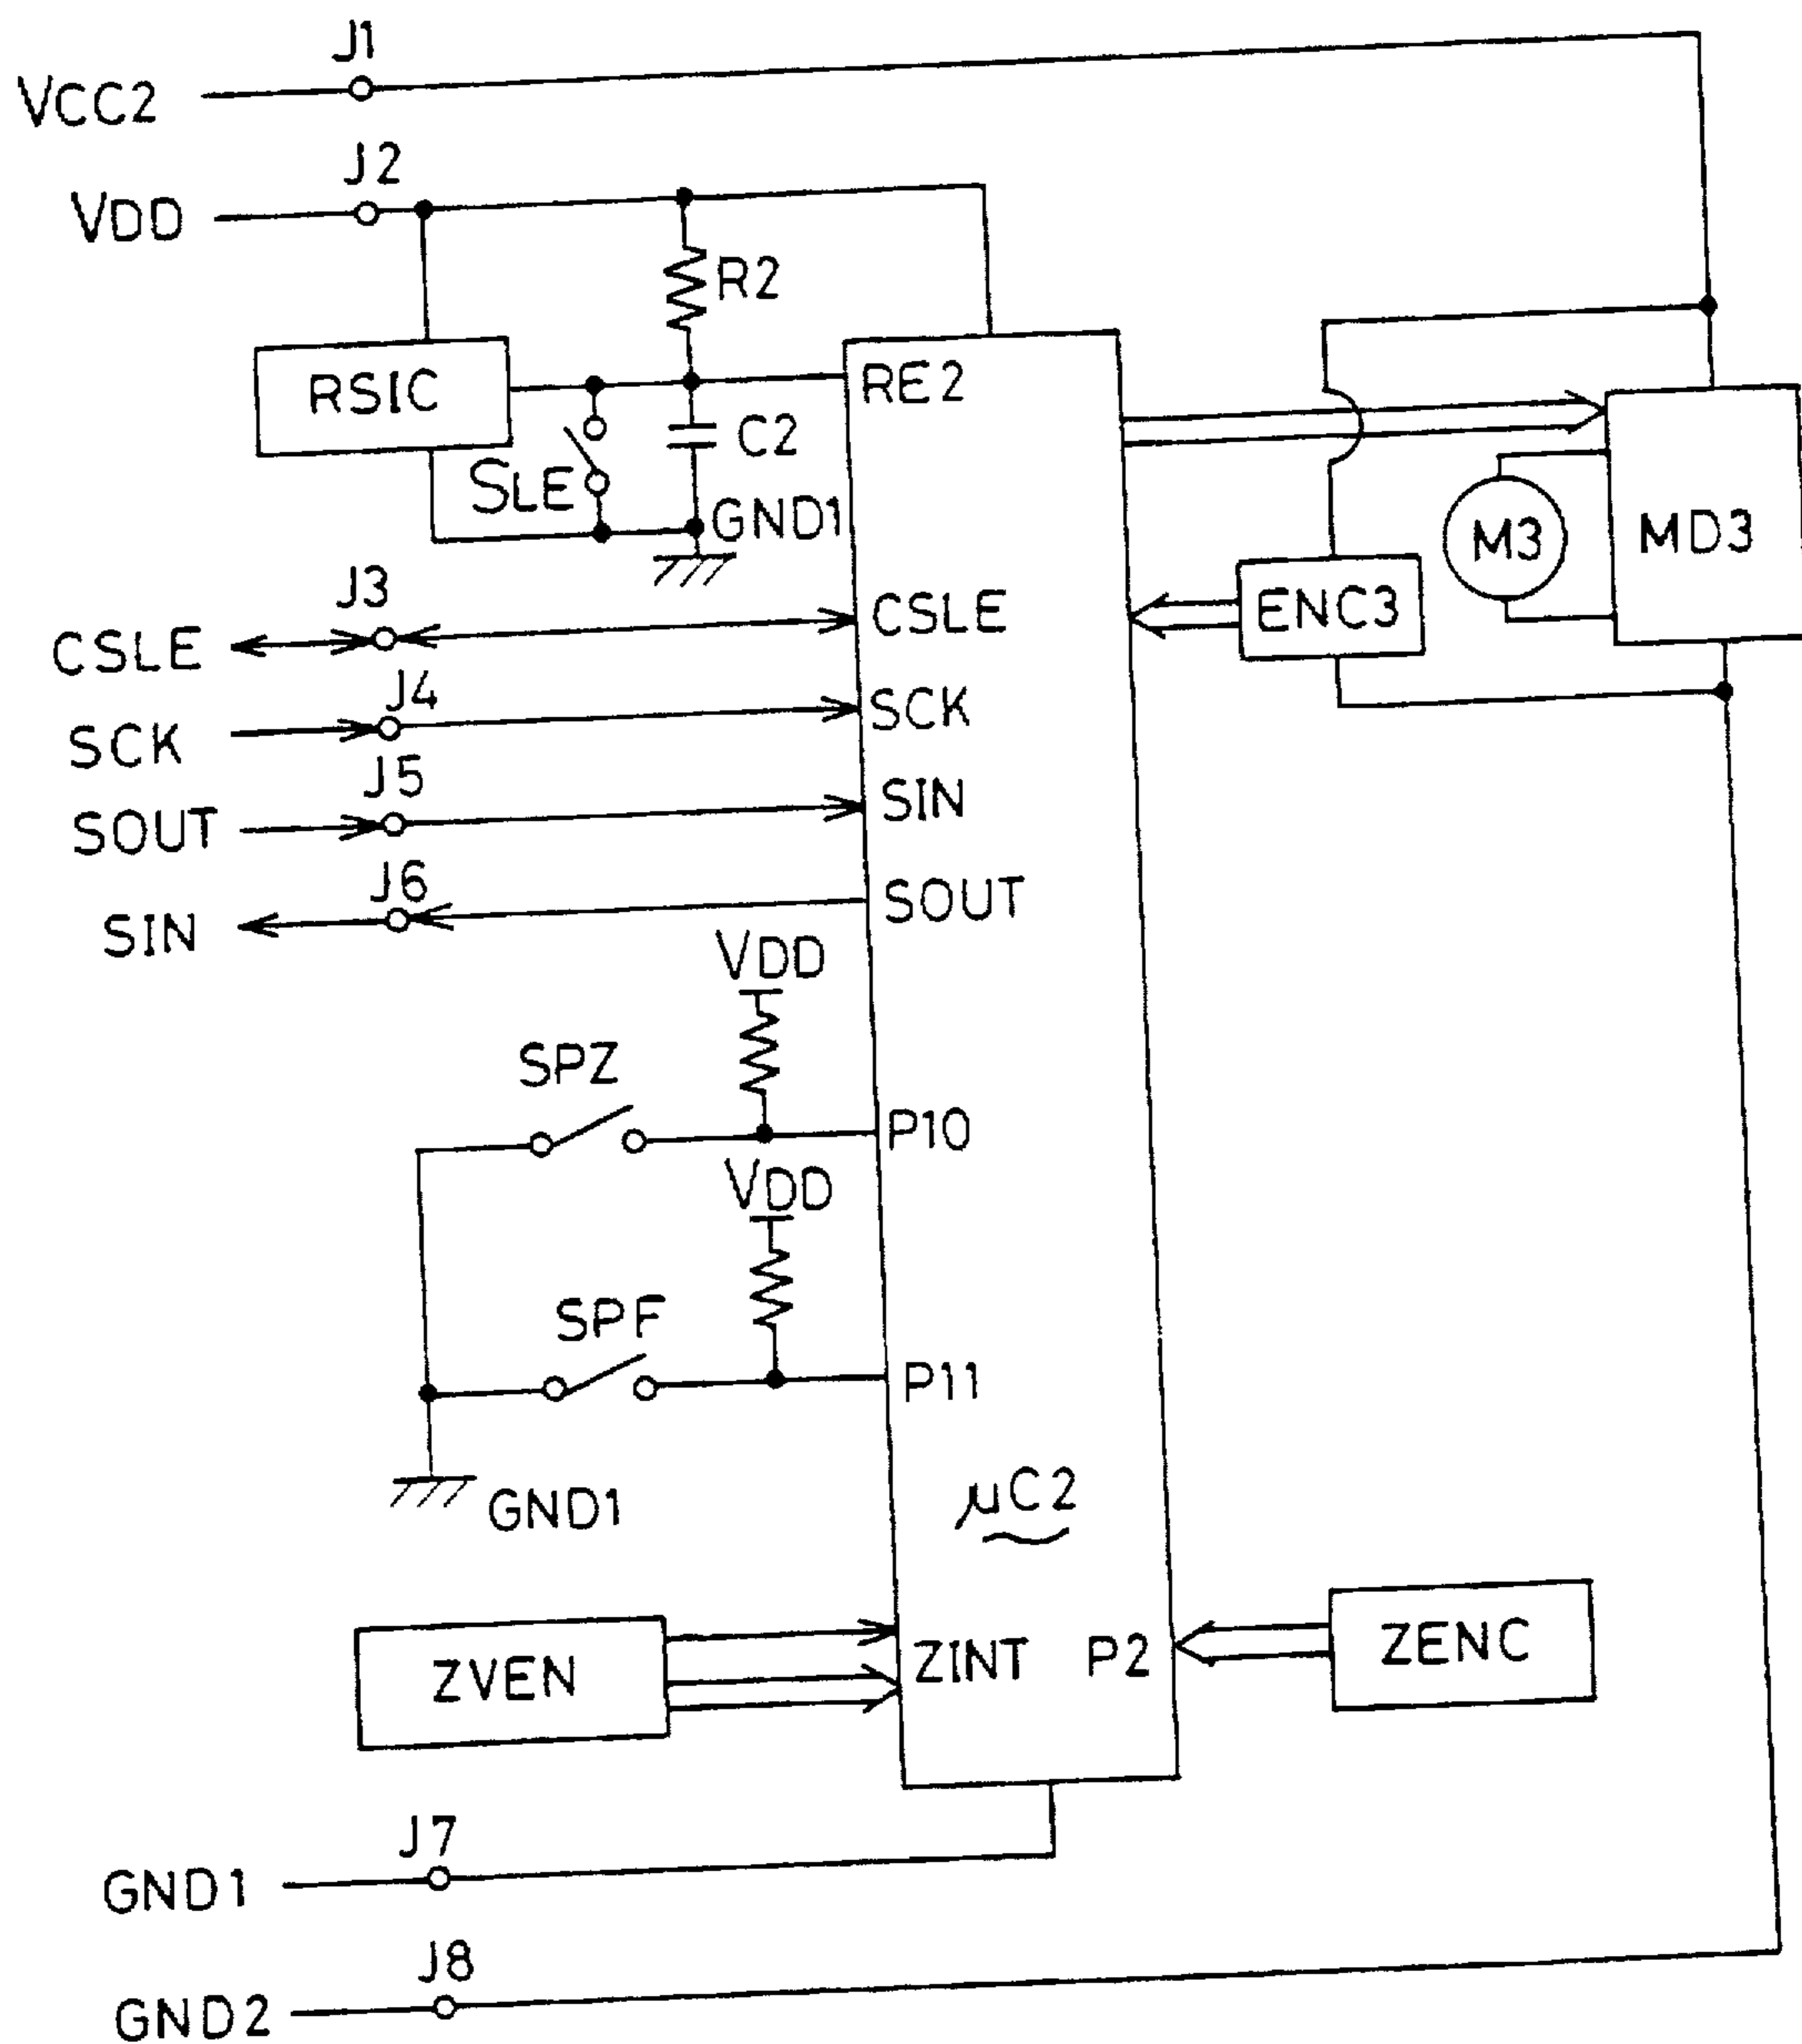 J1
VCC2
J2
VDD
R2
RSIC
RE2
C2
SLE
GND1
M3
MD3
J3
CSLE
CSLE
ENC3
J4
SCK
SCK
J5
SOUT
SIN
J6
SIN
SOUT
VDD
SPZ
P10
VDD
SPF
P11
GND1
μC2
ZVEN
ZINT
P2
ZENC
J7
GND1
J8
GND2